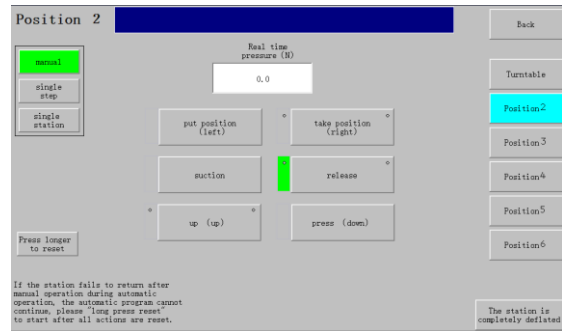 Position 2
Back
Real time
pressure (N)
manual
0.0
Turntable
single
step
Position2
single
station
put position
(left)
take position
(right)
Position3
suction
release
Position4
up (up)
press (down)
Position5
Press longer
to reset
Position6
If the station fails to
return after
manual operation during automatic
operation, the automatic program cannot
continue, please "long
press reset"
to start after all actions are reset.
The station is
completely deflated